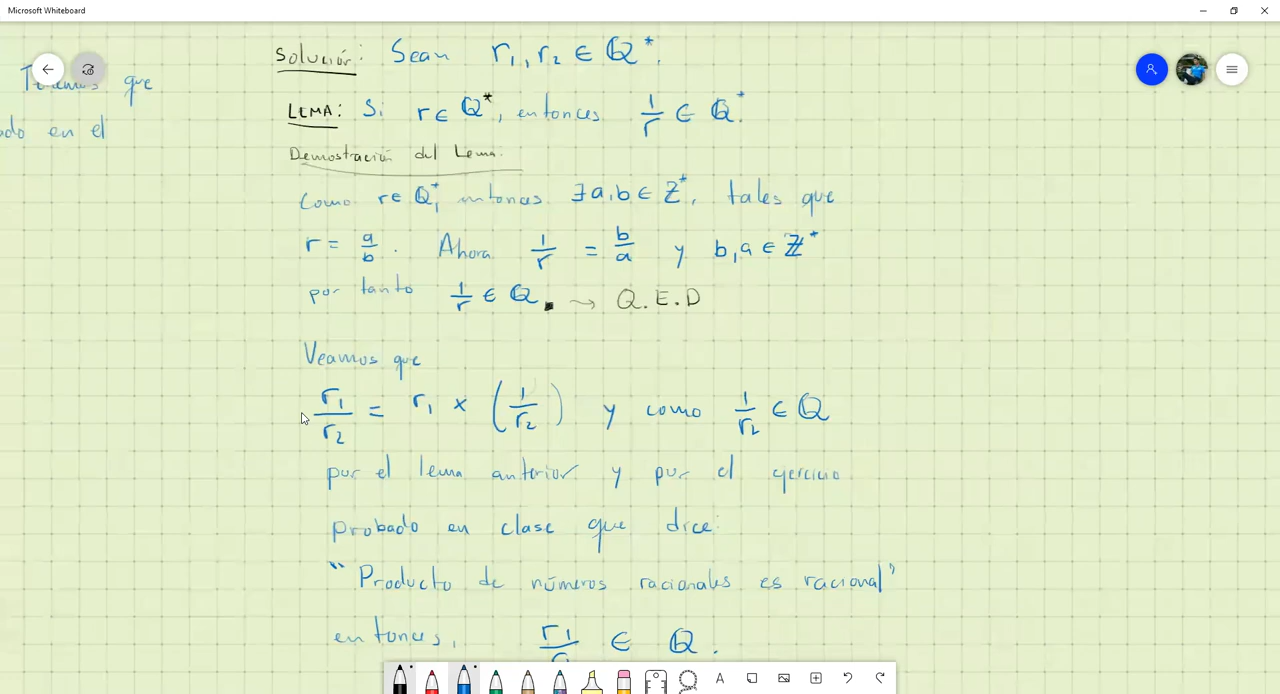 Microsoft Whiteboard
que
en el
Solución: Sean r₁, r₂ ∈ ℚ*.
LEMA: Si r ∈ ℚ*, entonces 1/r ∈ ℚ*.
Demostración del Lema.
Como r ∈ ℚ*, entonces ∃ a, b ∈ ℤ*, tales que
r = a/b. Ahora 1/r = b/a y b, a ∈ ℤ*
por tanto 1/r ∈ ℚ. → Q.E.D
Veamos que
r₁/r₂ = r₁ × (1/r₂) y como 1/r₂ ∈ ℚ
por el lema anterior y por el ejercicio
probado en clase que dice:
“Producto de números racionales es racional”
entonces, r₁/ ∈ ℚ.
A